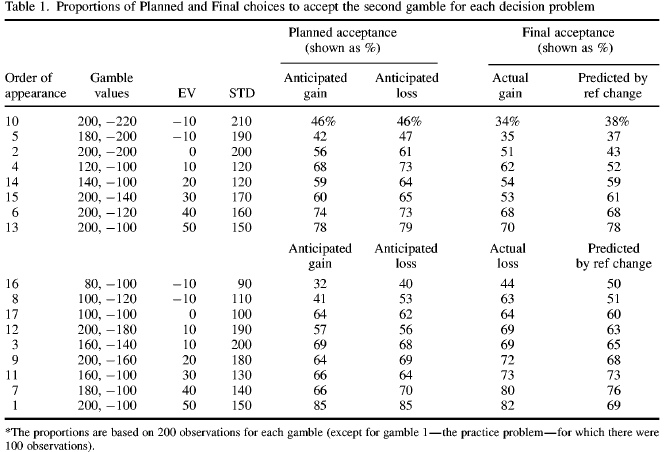 Table 1. Proportions of Planned and Final choices to accept the second gamble for each decision problem
Planned acceptance Final acceptance
(shown as %) (shown as %)
Order of Gamble Anticipated Anticipated Actual Predicted by
appearance values EV STD gain loss gain ref change
10 200, −220 −10 210 46% 46% 34% 38%
5 180, −200 −10 190 42 47 35 37
2 200, −200 0 200 56 61 51 43
4 120, −100 10 120 68 73 62 52
14 140, −100 20 120 59 64 54 59
15 200, −140 30 170 60 65 53 61
6 200, −120 40 160 74 73 68 68
13 200, −100 50 150 78 79 70 78
Anticipated Anticipated Actual Predicted
gain loss loss by ref change
16 80, −100 −10 90 32 40 44 50
8 100, −120 −10 110 41 53 63 51
17 100, −100 0 100 64 62 64 60
12 200, −180 10 190 57 56 69 63
3 160, −140 10 200 69 68 69 65
9 200, −160 20 180 64 69 72 68
11 160, −100 30 130 66 64 73 73
7 180, −100 40 140 66 70 80 76
1 200, −100 50 150 85 85 82 69
*The proportions are based on 200 observations for each gamble (except for gamble 1—the practice problem—for which there were
100 observations).